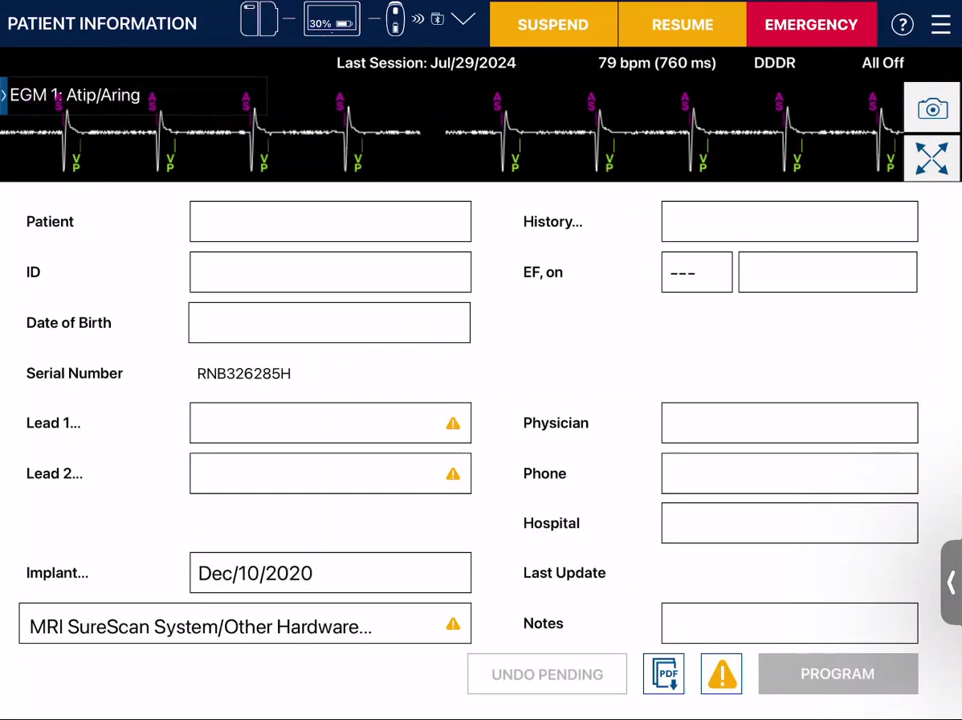 PATIENT INFORMATION
30%
SUSPEND
RESUME
EMERGENCY
?
Last Session: Jul/29/2024
79 bpm (760 ms)
DDDR
All Off
EGM 1: Atip/Aring
A S A S A S A S A S A S A S A S A S
V P V P V P V P V P V P V P V P V P
Patient
History...
ID
EF, on
---
Date of Birth
Serial Number
RNB326285H
Lead 1...
Physician
Lead 2...
Phone
Hospital
Implant...
Dec/10/2020
Last Update
MRI SureScan System/Other Hardware...
Notes
UNDO PENDING
PDF
PROGRAM